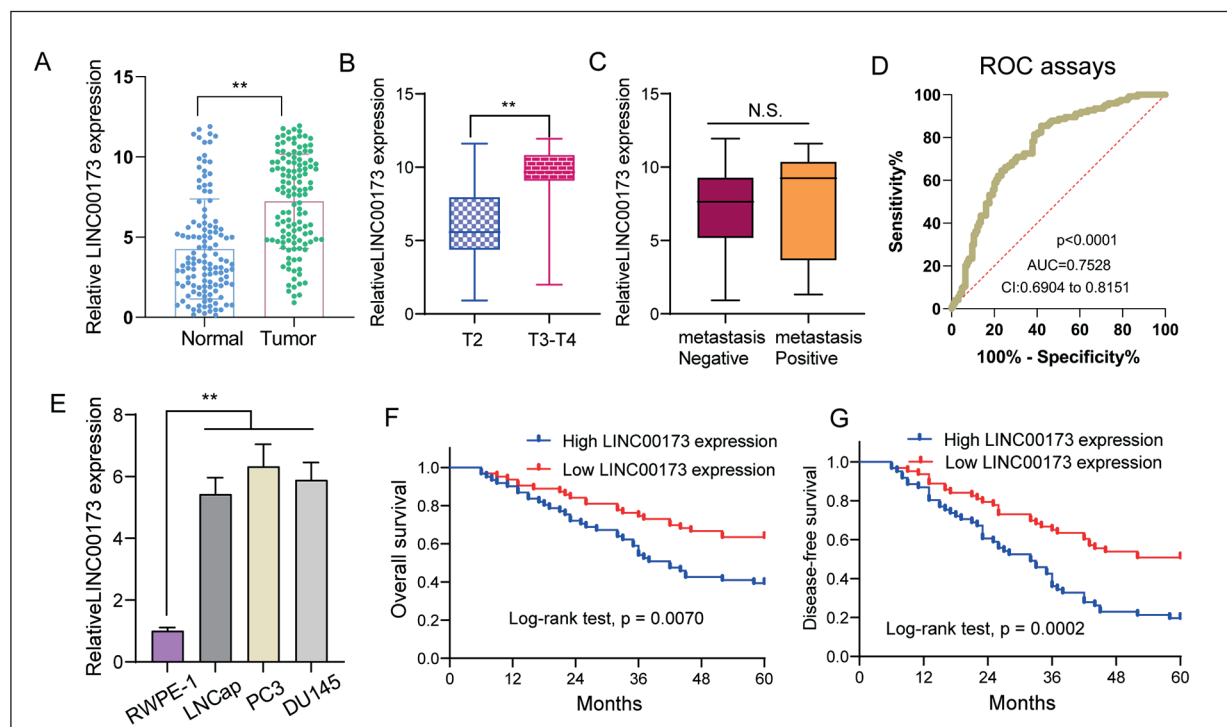 A
Relative LINC00173 expression
15
10
5
0
**
Normal
Tumor
B
RelativeLINC00173 expression
15
10
5
0
**
T2
T3-T4
C
RelativeLINC00173 expression
15
10
5
0
N.S.
metastasis
Negative
metastasis
Positive
D
ROC assays
Sensitivity%
100
80
60
40
20
0
p<0.0001
AUC=0.7528
CI:0.6904 to 0.8151
0 20 40 60 80 100
100% - Specificity%
E
RelativeLINC00173 expression
8
6
4
2
0
**
RWPE-1
LNCap
PC3
DU145
F
High LINC00173 expression
Low LINC00173 expression
Overall survival
1.0
0.8
0.6
0.4
0.2
0.0
Log-rank test, p = 0.0070
0 12 24 36 48 60
Months
G
High LINC00173 expression
Low LINC00173 expression
Disease-free survival
1.0
0.8
0.6
0.4
0.2
0.0
Log-rank test, p = 0.0002
0 12 24 36 48 60
Months